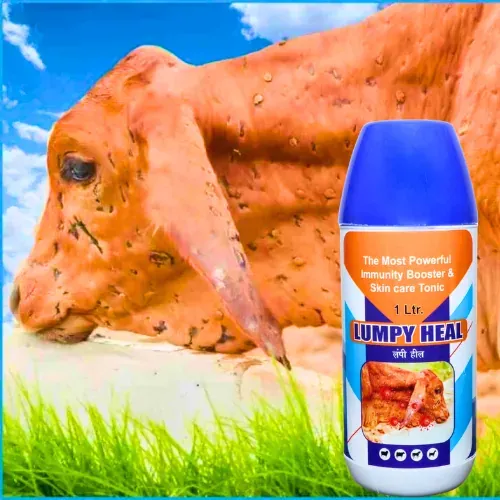 The Most Powerful
Immunity Booster &
Skin care Tonic
1 Ltr.
LUMPY HEAL
लंपी हील